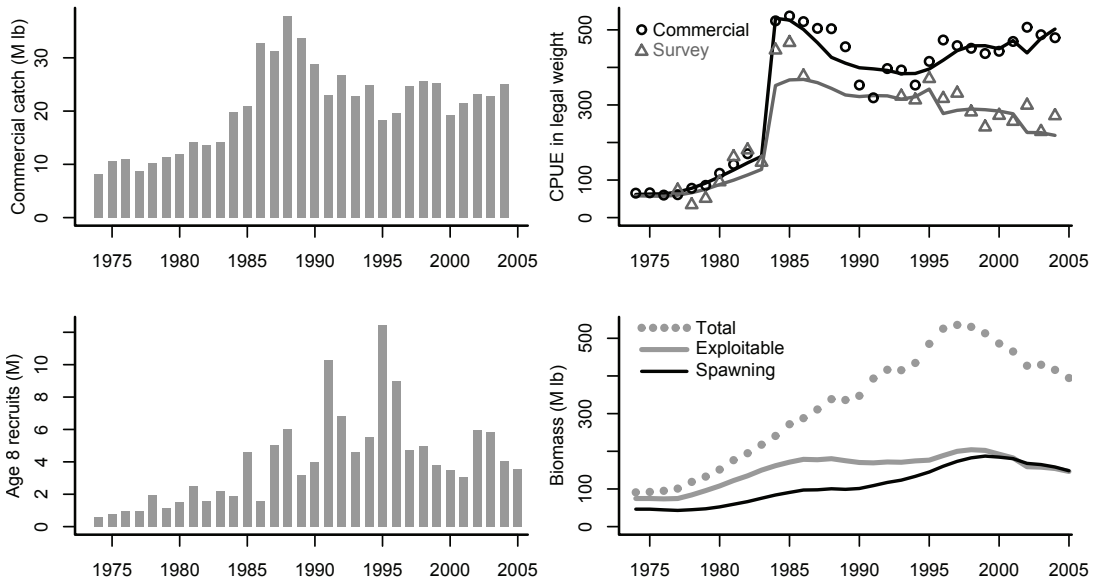 Commercial catch (M lb)
30
20
10
0
1975 1980 1985 1990 1995 2000 2005
CPUE in legal weight
500
300
100
0
Commercial
Survey
1975 1980 1985 1990 1995 2000 2005
Age 8 recruits (M)
10
8
6
4
2
0
1975 1980 1985 1990 1995 2000 2005
Biomass (M lb)
500
300
100
0
Total
Exploitable
Spawning
1975 1980 1985 1990 1995 2000 2005